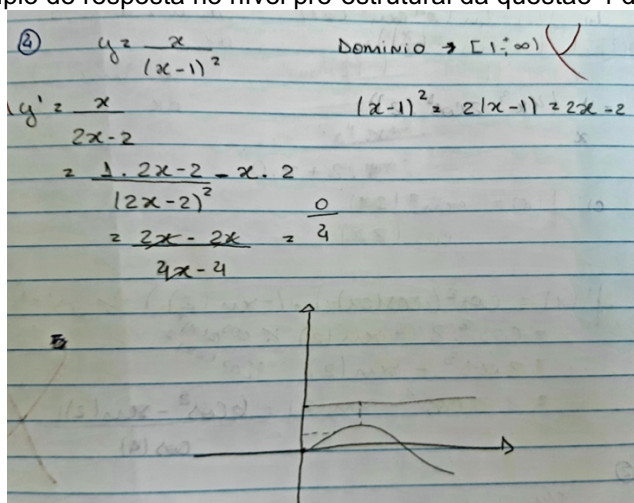 plo de resposta no nível pré-estrutural da questão 4 d
④ y = x / (x-1)² Domínio → [1; ∞)
y' = x / 2x-2 (x-1)² = 2(x-1) = 2x-2
= 1 . 2x-2 - x . 2 / (2x-2)²
= 2x - 2x / 4x-4 = 0 / 4